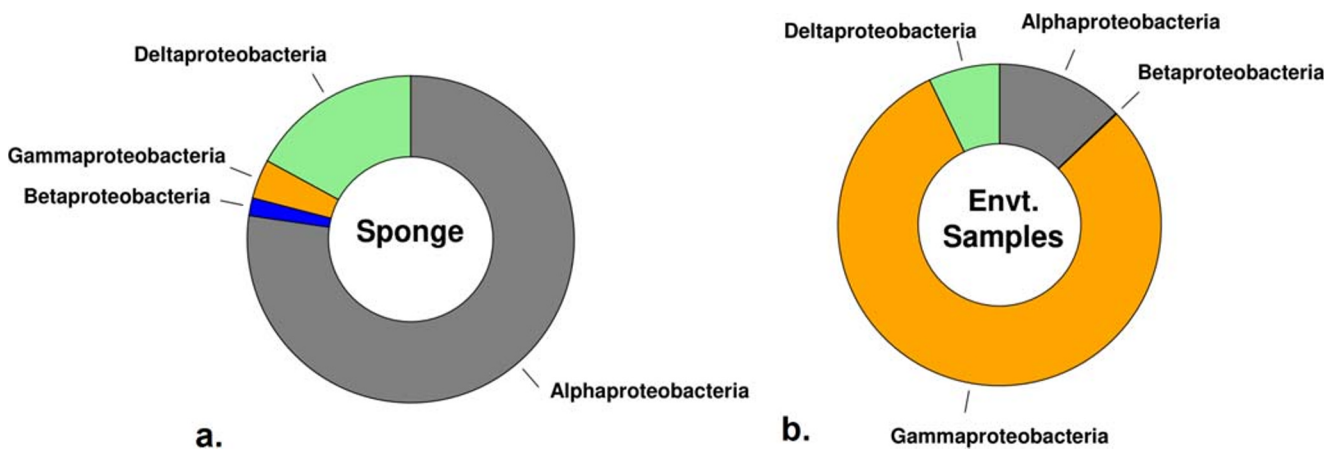 Deltaproteobacteria
Gammaproteobacteria
Betaproteobacteria
Sponge
Alphaproteobacteria
a.
Deltaproteobacteria
Alphaproteobacteria
Betaproteobacteria
Envt.
Samples
Gammaproteobacteria
b.